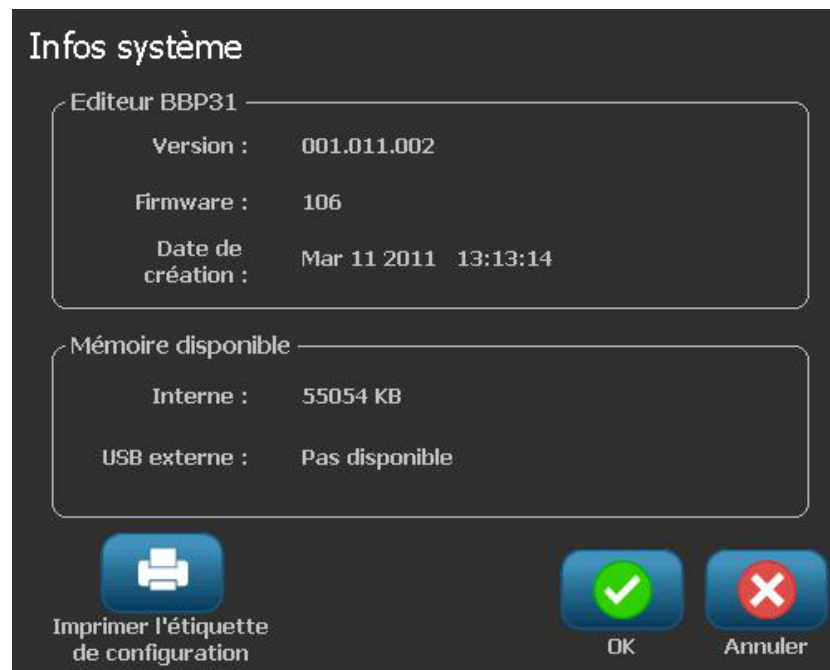 Infos système
Editeur BBP31
Version : 001.011.002
Firmware : 106
Date de
création : Mar 11 2011 13:13:14
Mémoire disponible
Interne : 55054 KB
USB externe : Pas disponible
Imprimer l'étiquette
de configuration
OK
Annuler